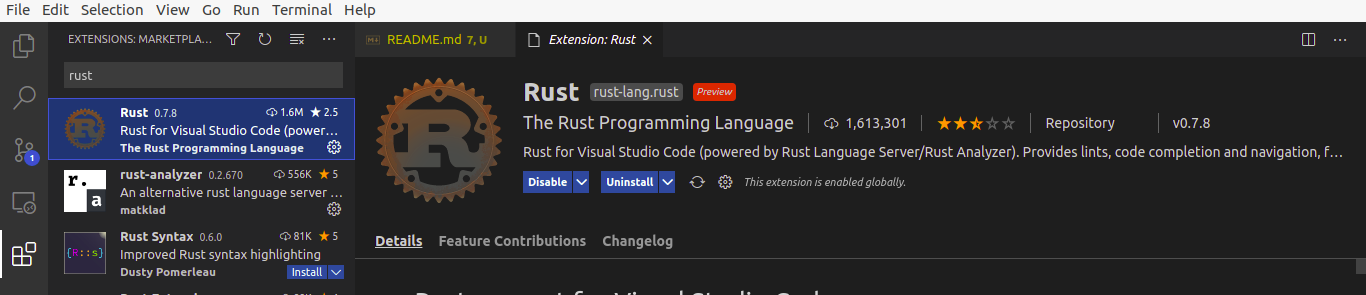 File Edit Selection View Go Run Terminal Help
EXTENSIONS: MARKETPLA...
rust
Rust 0.7.8 1.6M 2.5
Rust for Visual Studio Code (power...
The Rust Programming Language
rust-analyzer 0.2.670 556K 5
An alternative rust language server ...
matklad
Rust Syntax 0.6.0 81K 5
Improved Rust syntax highlighting
Dusty Pomerleau Install
1
r.
a
{R::s}
README.md 7, U
Extension: Rust
R
Rust rust-lang.rust Preview
The Rust Programming Language 1,613,301 Repository v0.7.8
Rust for Visual Studio Code (powered by Rust Language Server/Rust Analyzer). Provides lints, code completion and navigation, f...
Disable Uninstall This extension is enabled globally.
Details Feature Contributions Changelog